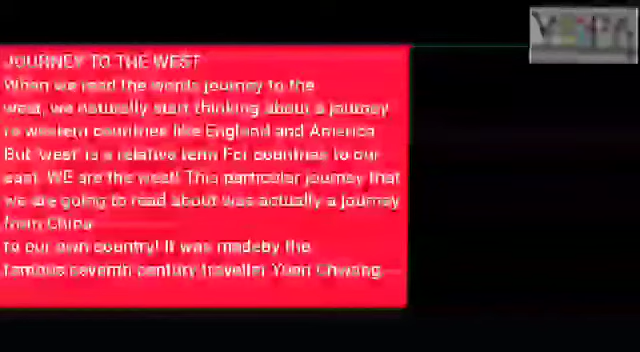 JOURNEY TO THE WEST
When we read the words journey to the
west, we naturally start thinking about a journey
to western countries like England and America
But 'west' is a relative term For countries to our
east, WE are the west! This particular journey that
we are going to read about was actually a journey
from China
to our own country! It was madeby the
famous seventh century traveller Yuan Chwang